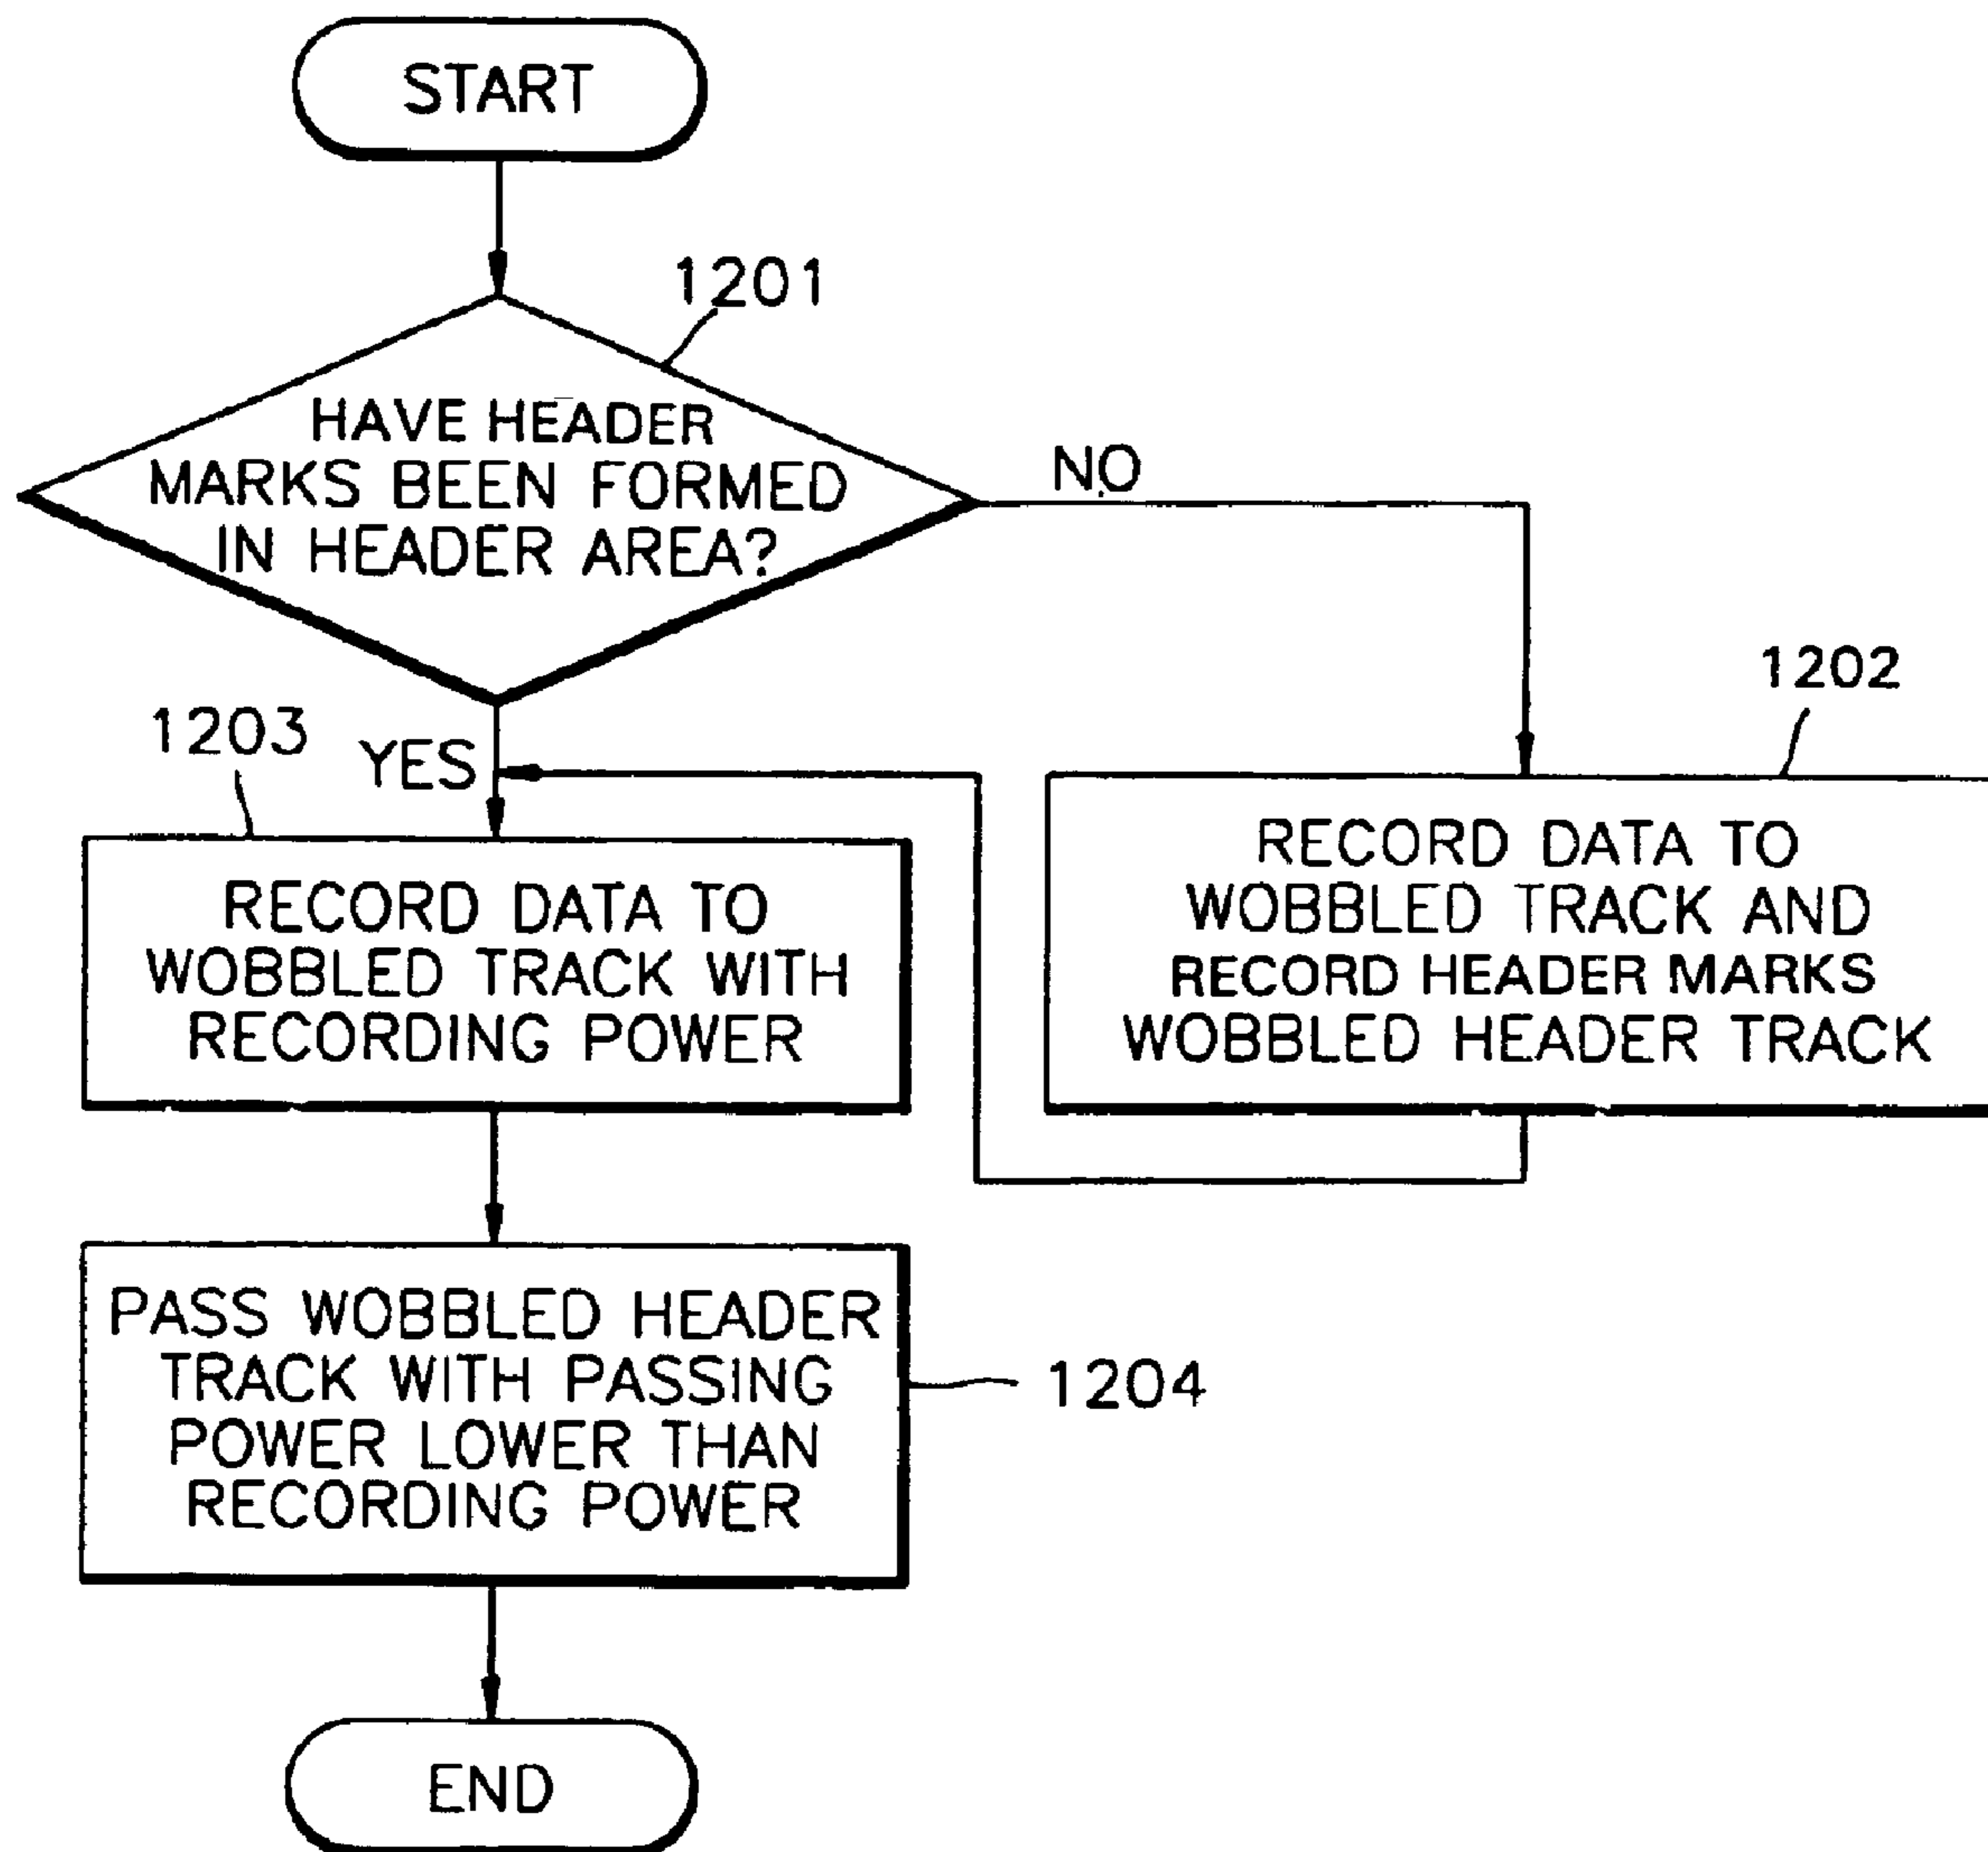 START
1201
HAVE HEADER
MARKS BEEN FORMED
IN HEADER AREA?
NO
1202
1203
YES
RECORD DATA TO
WOBBLED TRACK AND
RECORD HEADER MARKS
WOBBLED HEADER TRACK
RECORD DATA TO
WOBBLED TRACK WITH
RECORDING POWER
PASS WOBBLED HEADER
TRACK WITH PASSING
POWER LOWER THAN
RECORDING POWER
1204
END